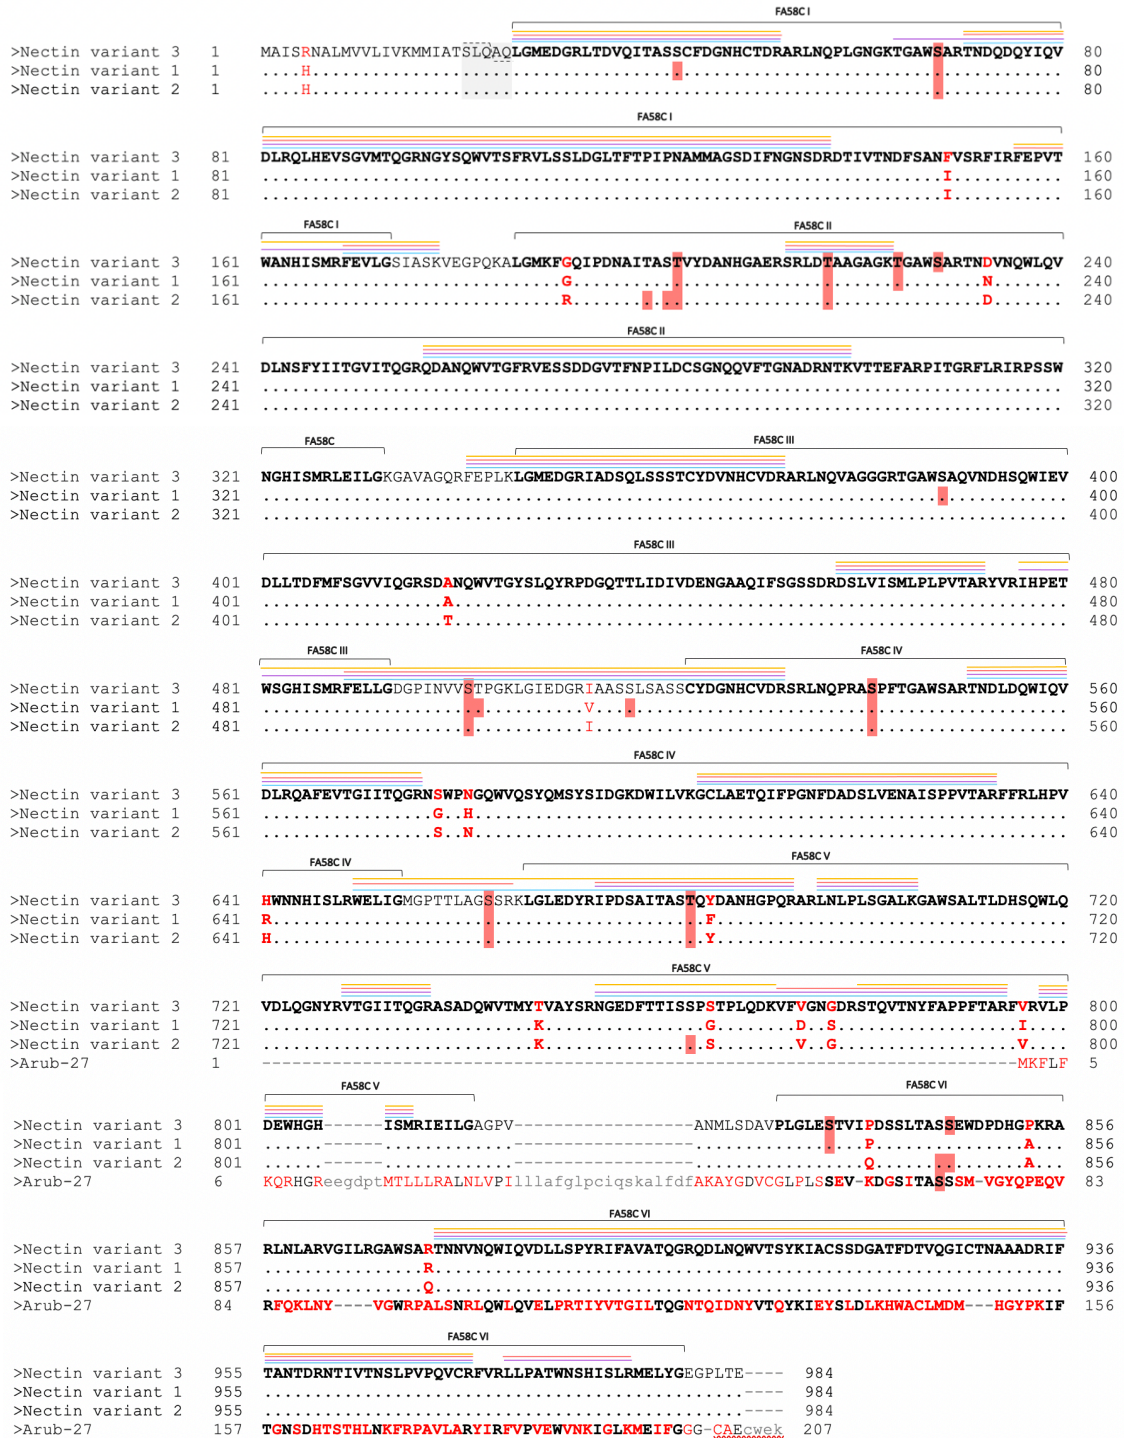 FA58C I
>Nectin variant 3 1 MAISRNALMVVLIVKMMIATSLQAQLGMEDGRLTDVQITASSCFDGNHCTDRARLNQPLGNGKTGAWSARTNDQDQYIQV 80
>Nectin variant 1 1 ....H........................................................................... 80
>Nectin variant 2 1 ....H........................................................................... 80
FA58C I
>Nectin variant 3 81 DLRQLHEVSGVMTQGRNGYSQWVTSFRVLSSLDGLTFTPIPNAMMAGSDIFNGNSDRDTIVTNDFSANFVSRFIRFEPVT 160
>Nectin variant 1 81 ....................................................................I........... 160
>Nectin variant 2 81 ....................................................................I........... 160
FA58C I FA58C II
>Nectin variant 3 161 WANHISMRFEVLGSIASKVEGPQKALGMKFGQIPDNAITASTVYDANHGAERSRLDTAAGAGKTGAWSARTNDVNQWLQV 240
>Nectin variant 1 161 ..............................G.........................................N....... 240
>Nectin variant 2 161 ..............................R.........................................D....... 240
FA58C II
>Nectin variant 3 241 DLNSFYIITGVITQGRQDANQWVTGFRVESSDDGVTFNPILDCSGNQQVFTGNADRNTKVTTEFARPITGRFLRIRPSSW 320
>Nectin variant 1 241 ................................................................................ 320
>Nectin variant 2 241 ................................................................................ 320
FA58C FA58C III
>Nectin variant 3 321 NGHISMRLEILGKGAVAGQRFEPLKLGMEDGRIADSQLSSSTCYDVNHCVDRARLNQVAGGGRTGAWSAQVNDHSQWIEV 400
>Nectin variant 1 321 ................................................................................ 400
>Nectin variant 2 321 ................................................................................ 400
FA58C III
>Nectin variant 3 401 DLLTDFMFSGVVIQGRSDANQWVTGYSLQYRPDGQTTLIDIVDENGAAQIFSGSSDRDSLVISMLPLPVTARYVRIHPET 480
>Nectin variant 1 401 ..................A............................................................. 480
>Nectin variant 2 401 ..................T............................................................. 480
FA58C III FA58C IV
>Nectin variant 3 481 WSGHISMRFELLGDGPINVVSTPGKLGIEDGRIAASSLSASSCYDGNHCVDRSRLNQPRASPFTGAWSARTNDLDQWIQV 560
>Nectin variant 1 481 ................................V............................................... 560
>Nectin variant 2 481 ................................I............................................... 560
FA58C IV
>Nectin variant 3 561 DLRQAFEVTGIITQGRNSWPNGQWVQSYQMSYSIDGKDWILVKGCLAETQIFPGNFDADSLVENAISPPVTARFFRLHPV 640
>Nectin variant 1 561 .................G..H........................................................... 640
>Nectin variant 2 561 .................S..N........................................................... 640
FA58C IV FA58C V
>Nectin variant 3 641 HWNNHISLRWELIGMGPTTLAGSSRKLGLEDYRIPDSAITASTQYDANHGPQRARLNLPLSGALKGAWSALTLDHSQWLQ 720
>Nectin variant 1 641 R...........................................F................................... 720
>Nectin variant 2 641 H...........................................Y................................... 720
FA58C V
>Nectin variant 3 721 VDLQGNYRVTGIITQGRASADQWVTMYTVAYSRNGEDFTTISSPSTPLQDKVFVGNGDRSTQVTNYFAPPFTARFVRVLP 800
>Nectin variant 1 721 ...........................K................G........D..S..................I.... 800
>Nectin variant 2 721 ...........................K................S........V..G..................V.... 800
>Arub-27 1 ---------------------------------------------------------------------------MKFLF 5
FA58C V FA58C VI
>Nectin variant 3 801 DEWHGH------ISMRIEILGAGPV------------------ANMLSDAVPLGLESTVIPDSSLTASSEWDPDHGPKRA 856
>Nectin variant 1 801 ......------.............------------------.................P...............A... 856
>Nectin variant 2 801 ......------.............------------------.................Q...............A... 856
>Arub-27 6 KQRHGReegdptMTLLLRALNLVPIlllafglpciqskalfdfAKAYGDVCGLPLSSEV-KDGSITASSSM-VGYQPEQV 83
FA58C VI
>Nectin variant 3 857 RLNLARVGILRGAWSARTNNVNQWIQVDLLSPYRIFAVATQGRQDLNQWVTSYKIACSSDGATFDTVQGICTNAAADRIF 936
>Nectin variant 1 857 ................R............................................................... 936
>Nectin variant 2 857 ................Q............................................................... 936
>Arub-27 84 RFQKLNY----VGWRPALSNRLQWLQVELPRTIYVTGILTQGNTQIDNYVTQYKIEYSLDLKHWACLMDM---HGYPKIF 156
FA58C VI
>Nectin variant 3 955 TANTDRNTIVTNSLPVPQVCRFVRLLPATWNSHISLRMELYGEGPLTE---- 984
>Nectin variant 1 955 ................................................---- 984
>Nectin variant 2 955 ................................................---- 984
>Arub-27 157 TGNSDHTSTHLNKFRPAVLARYIRFVPVEWVNKIGLKMEIFGGG-CAECwek 207